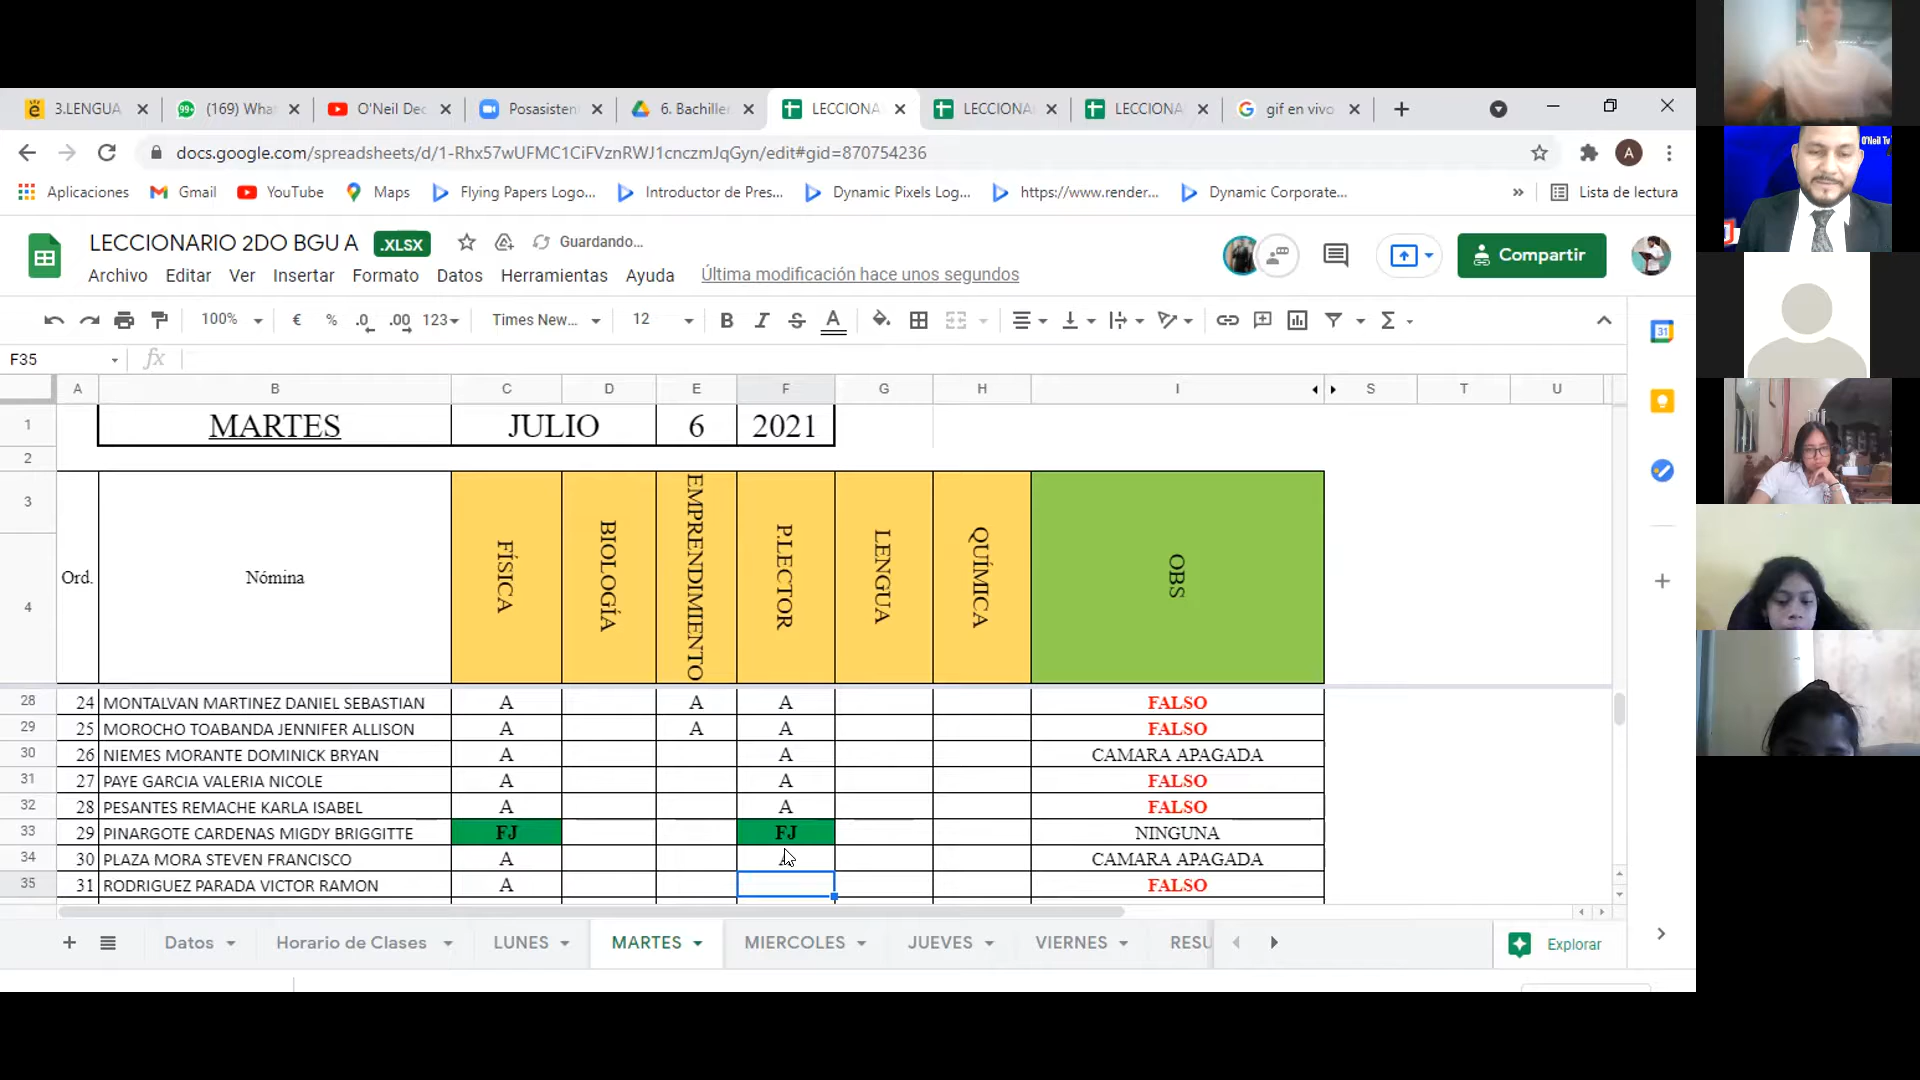 3.LENGUA
(169) Wha
O'Neil Dec
Posasisten
6. Bachiller
LECCIONA
LECCIONA
LECCIONA
gif en vivo
docs.google.com/spreadsheets/d/1-Rhx57wUFMC1CiFVznRWJ1cnczmJqGyn/edit#gid=870754236
A
Aplicaciones
Gmail
YouTube
Maps
Flying Papers Logo...
Introductor de Pres...
Dynamic Pixels Log...
https://www.render...
Dynamic Corporate...
»
Lista de lectura
LECCIONARIO 2DO BGU A
.XLSX
Guardando...
Compartir
Archivo
Editar
Ver
Insertar
Formato
Datos
Herramientas
Ayuda
Última modificación hace unos segundos
100%
€
%
.0
.00
123
Times New...
12
B
I
S
A
Σ
F35
fx
A B C D E F G H I S T U
1 MARTES JULIO 6 2021
2
3
4
Ord.
Nómina
FÍSICA
BIOLOGÍA
EMPRENDIMIENTO
P.LECTOR
LENGUA
QUÍMICA
OBS
28 24 MONTALVAN MARTINEZ DANIEL SEBASTIAN A A A FALSO
29 25 MOROCHO TOABANDA JENNIFER ALLISON A A A FALSO
30 26 NIEMES MORANTE DOMINICK BRYAN A A CAMARA APAGADA
31 27 PAYE GARCIA VALERIA NICOLE A A FALSO
32 28 PESANTES REMACHE KARLA ISABEL A A FALSO
33 29 PINARGOTE CARDENAS MIGDY BRIGGITTE FJ FJ NINGUNA
34 30 PLAZA MORA STEVEN FRANCISCO A A CAMARA APAGADA
35 31 RODRIGUEZ PARADA VICTOR RAMON A FALSO
Datos
Horario de Clases
LUNES
MARTES
MIERCOLES
JUEVES
VIERNES
RESU
Explorar
31
O'Neil Tv